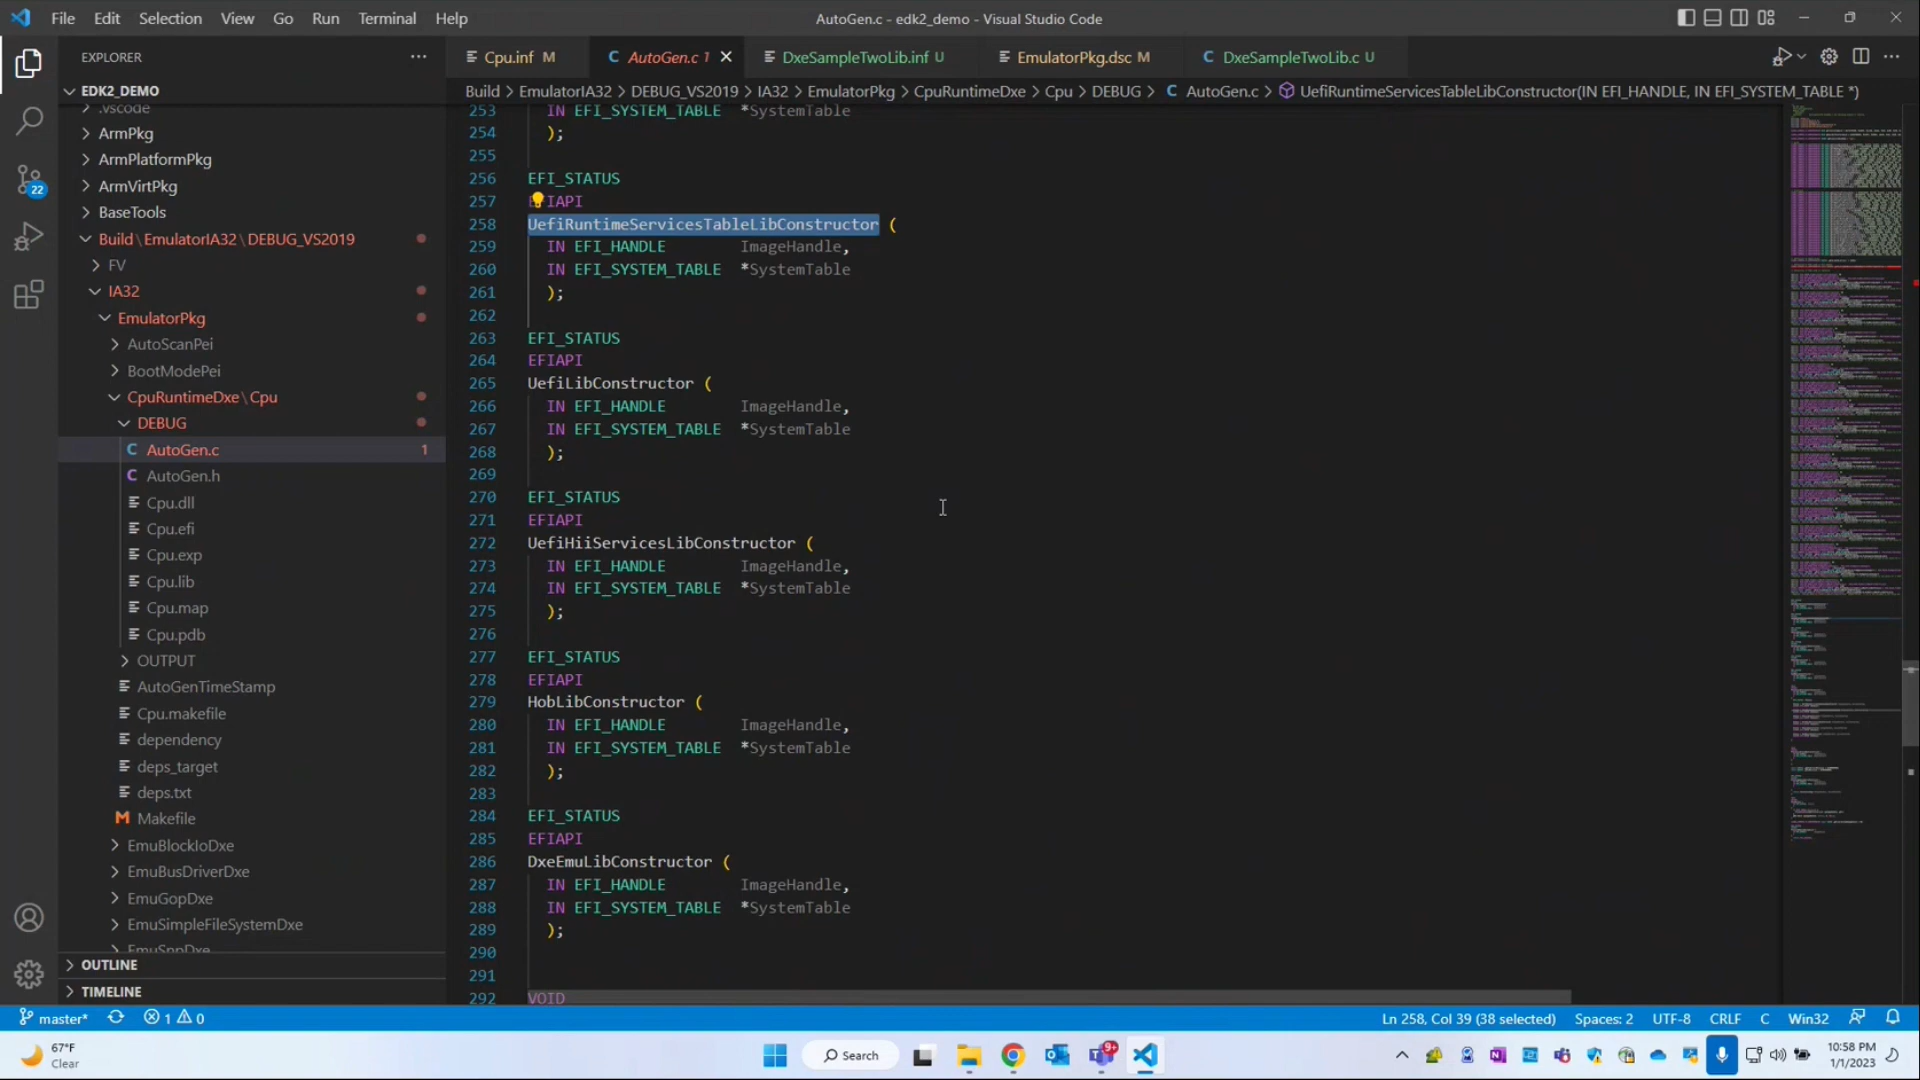 File Edit Selection View Go Run Terminal Help
AutoGen.c - edk2_demo - Visual Studio Code
EXPLORER
Cpu.inf M
AutoGen.c 1
DxeSampleTwoLib.inf U
EmulatorPkg.dsc M
DxeSampleTwoLib.c U
Build > EmulatorIA32 > DEBUG_VS2019 > IA32 > EmulatorPkg > CpuRuntimeDxe > Cpu > DEBUG > C AutoGen.c > UefiRuntimeServicesTableLibConstructor(IN EFI_HANDLE, IN EFI_SYSTEM_TABLE *)
EDK2_DEMO
.vscode
ArmPkg
ArmPlatformPkg
ArmVirtPkg
BaseTools
Build\EmulatorIA32\DEBUG_VS2019
FV
IA32
EmulatorPkg
AutoScanPei
BootModePei
CpuRuntimeDxe\Cpu
DEBUG
C AutoGen.c 1
C AutoGen.h
Cpu.dll
Cpu.efi
Cpu.exp
Cpu.lib
Cpu.map
Cpu.pdb
OUTPUT
AutoGenTimeStamp
Cpu.makefile
dependency
deps_target
deps.txt
M Makefile
EmuBlockIoDxe
EmuBusDriverDxe
EmuGopDxe
EmuSimpleFileSystemDxe
EmuSnpDxe
OUTLINE
TIMELINE
22
253 IN EFI_SYSTEM_TABLE *SystemTable
254 );
255
256 EFI_STATUS
257 EFIAPI
258 UefiRuntimeServicesTableLibConstructor (
259 IN EFI_HANDLE ImageHandle,
260 IN EFI_SYSTEM_TABLE *SystemTable
261 );
262
263 EFI_STATUS
264 EFIAPI
265 UefiLibConstructor (
266 IN EFI_HANDLE ImageHandle,
267 IN EFI_SYSTEM_TABLE *SystemTable
268 );
269
270 EFI_STATUS
271 EFIAPI
272 UefiHiiServicesLibConstructor (
273 IN EFI_HANDLE ImageHandle,
274 IN EFI_SYSTEM_TABLE *SystemTable
275 );
276
277 EFI_STATUS
278 EFIAPI
279 HobLibConstructor (
280 IN EFI_HANDLE ImageHandle,
281 IN EFI_SYSTEM_TABLE *SystemTable
282 );
283
284 EFI_STATUS
285 EFIAPI
286 DxeEmuLibConstructor (
287 IN EFI_HANDLE ImageHandle,
288 IN EFI_SYSTEM_TABLE *SystemTable
289 );
290
291
292 VOID
master* 1 0
Ln 258, Col 39 (38 selected) Spaces: 2 UTF-8 CRLF C Win32
67°F
Clear
Search
9+
10:58 PM
1/1/2023